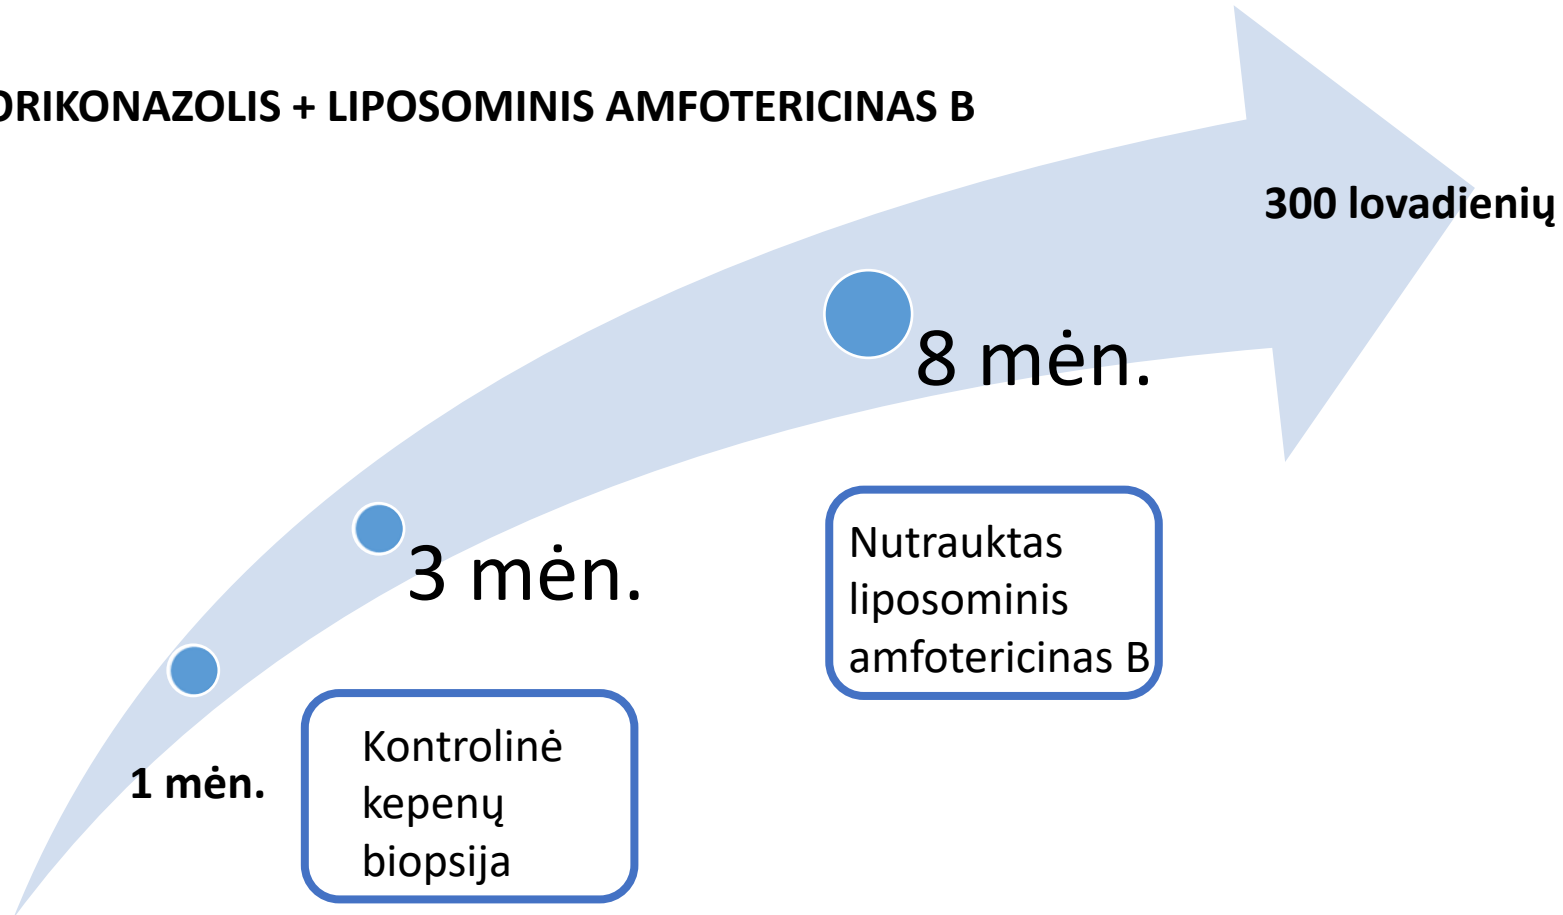 ORIKONAZOLIS + LIPOSOMINIS AMFOTERICINAS B
300 lovadienių
8 mėn.
3 mėn.
1 mėn.
Nutrauktas
liposominis
amfotericinas B
Kontrolinė
kepenų
biopsija